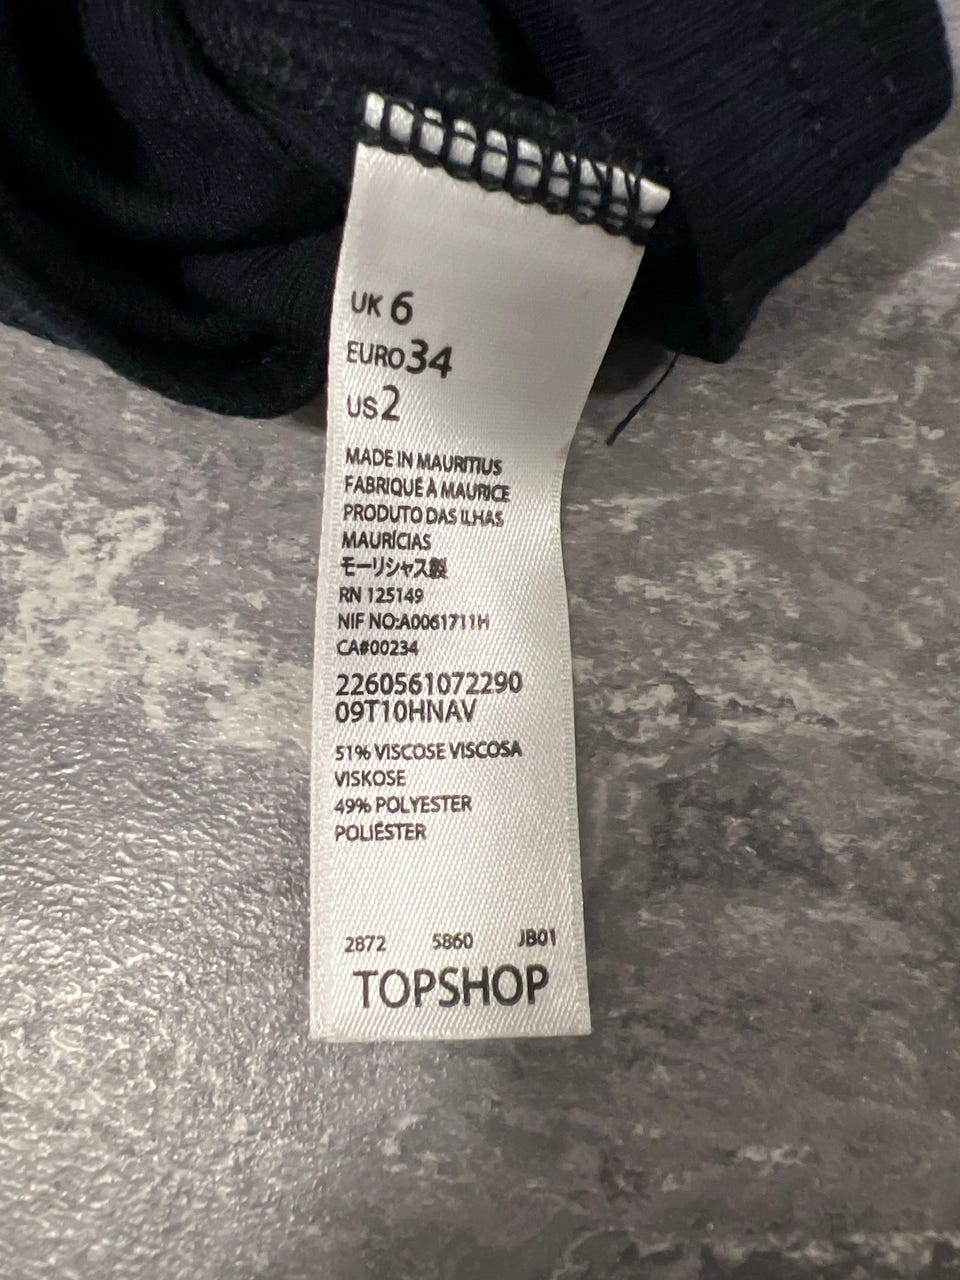 UK 6
EURO 34
US 2
MADE IN MAURITIUS
FABRIQUÉ À MAURICE
PRODUTO DAS ILHAS
MAURÍCIAS
モーリシャス製
RN 125149
NIF NO:A0061711H
CA#00234
2260561072290
09T10HNAV
51% VISCOSE VISCOSA
VISKOSE
49% POLYESTER
POLIÉSTER
2872 5860 JB01
TOPSHOP